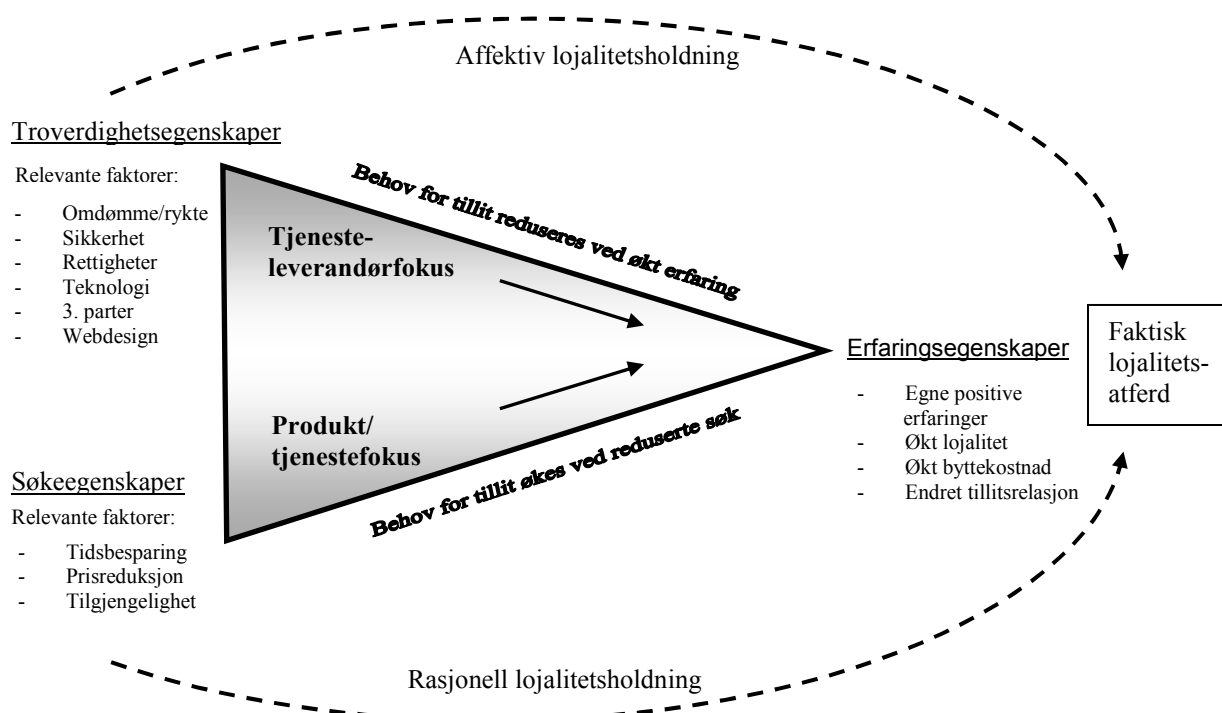 Affektiv lojalitetsholdning
Troverdighetsegenskaper
Relevante faktorer:
- Omdømme/rykte
- Sikkerhet
- Rettigheter
- Teknologi
- 3. parter
- Webdesign
Behov for tillit reduseres ved økt erfaring
Tjeneste-
leverandørfokus
Produkt/
tjenestefokus
Behov for tillit økes ved reduserte søk
Søkeegenskaper
Relevante faktorer:
- Tidsbesparing
- Prisreduksjon
- Tilgjengelighet
Erfaringsegenskaper
- Egne positive
erfaringer
- Økt lojalitet
- Økt byttekostnad
- Endret tillitsrelasjon
Faktisk
lojalitets-
atferd
Rasjonell lojalitetsholdning